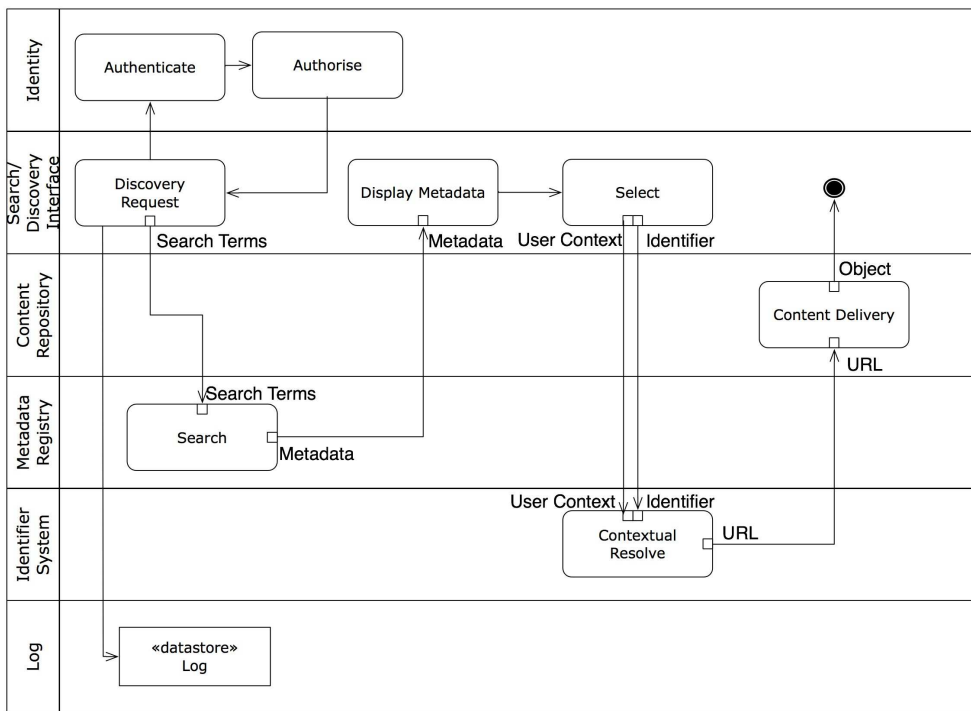 Identity
Authenticate
Authorise
Search/
Discovery
Interface
Discovery
Request
Search Terms
Display Metadata
Metadata
Select
User Context
Identifier
Content
Repository
Object
Content Delivery
URL
Metadata
Registry
Search Terms
Search
Metadata
Identifier
System
User Context
Identifier
Contextual
Resolve
URL
Log
«datastore»
Log